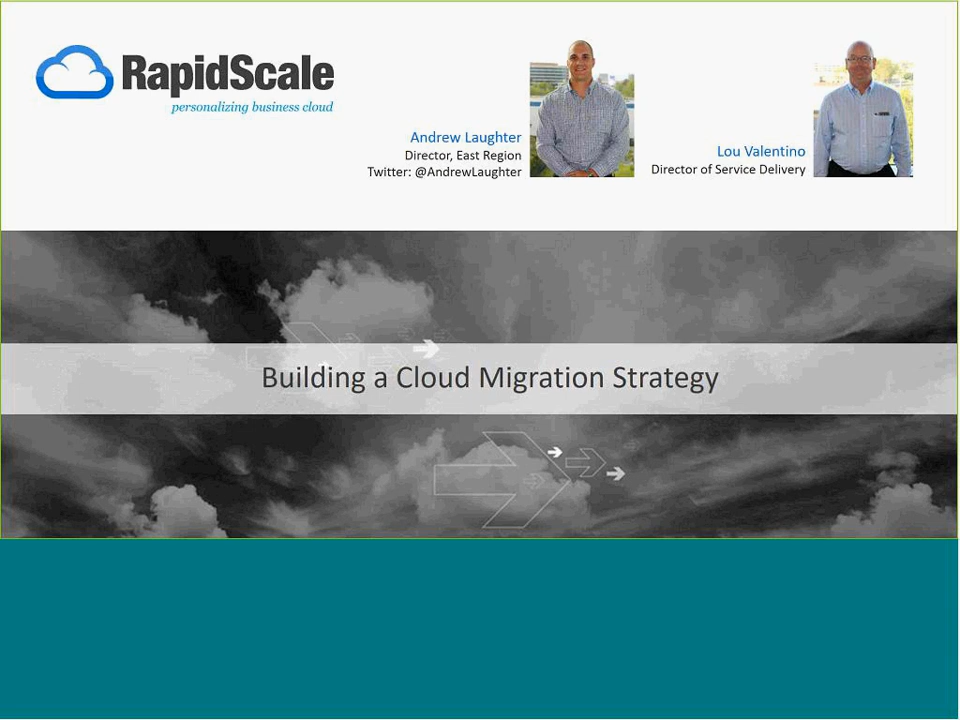 RapidScale
personalizing business cloud
Andrew Laughter
Director, East Region
Twitter: @AndrewLaughter
Lou Valentino
Director of Service Delivery
Building a Cloud Migration Strategy